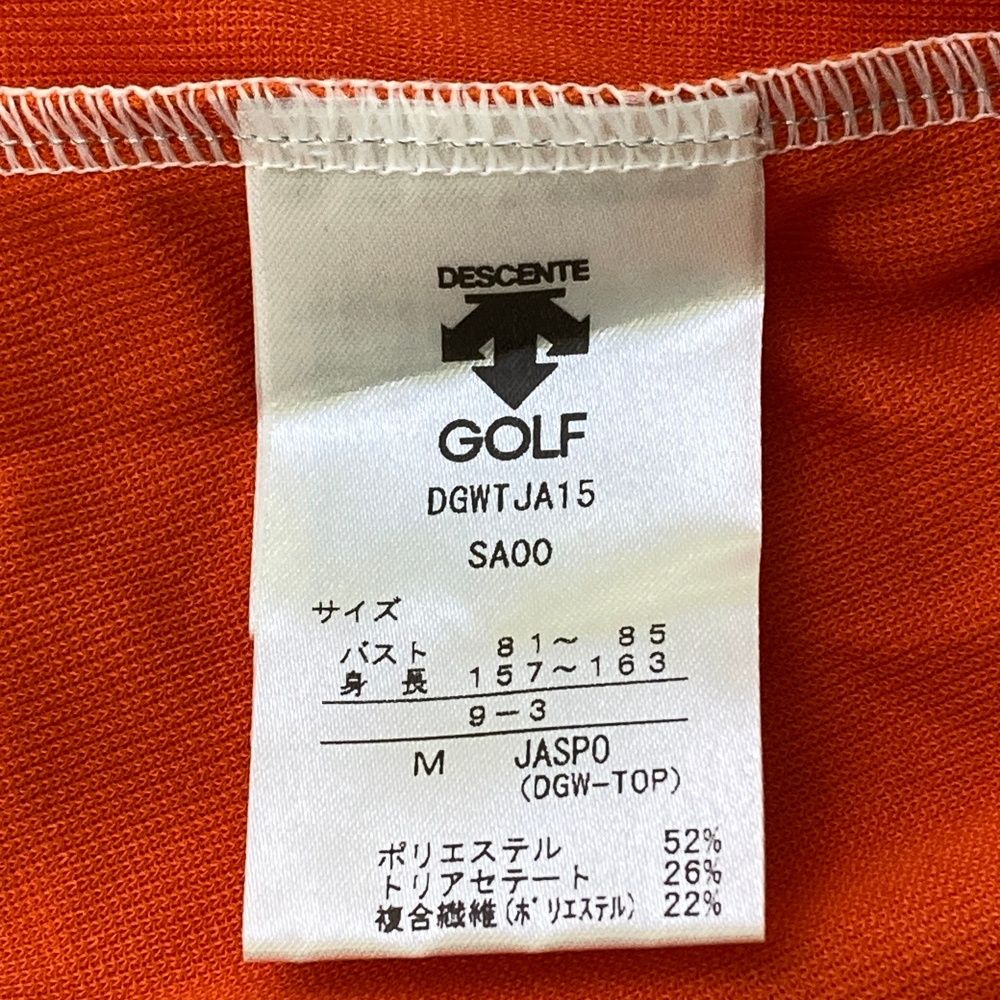 DESCENTE
GOLF
DGWTJA15
SA00
サイズ
バスト 81〜 85
身 長 157〜163
9-3
M JASPO
(DGW-TOP)
ポリエステル 52%
トリアセテート 26%
複合繊維(ポリエステル) 22%